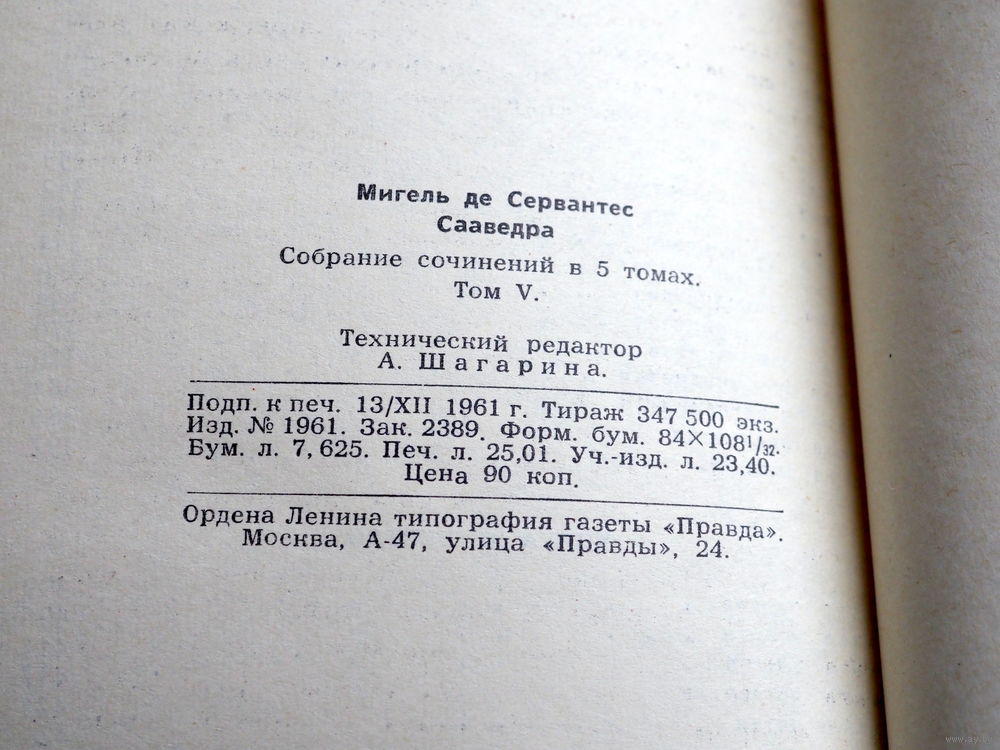 Мигель де Сервантес
Сааведра
Собрание сочинений в 5 томах.
Том V.
Технический редактор
А. Шагарина.
Подп. к печ. 13/XII 1961 г. Тираж 347 500 экз.
Изд. № 1961. Зак. 2389. Форм. бум. 84×108 1/32.
Бум. л. 7,625. Печ. л. 25,01. Уч.-изд. л. 23,40.
Цена 90 коп.
Ордена Ленина типография газеты «Правда».
Москва, А-47, улица «Правды», 24.